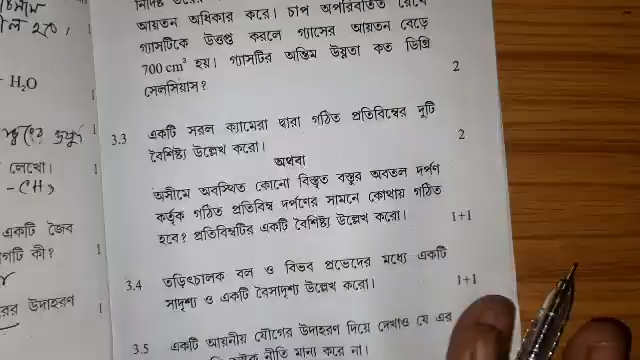 আয়তন অধিকার করে। চাপ অপরিবর্তিত রেখে
গ্যাসটিকে উত্তপ্ত করলে গ্যাসের আয়তন বেড়ে
700 cm³ হয়। গ্যাসটির অন্তিম উষ্ণতা কত ডিগ্রি
সেলসিয়াস?
2
H₂O
1
1
3.3 একটি সরল ক্যামেরা দ্বারা গঠিত প্রতিবিম্বের দুটি
বৈশিষ্ট্য উল্লেখ করো।
2
অথবা
লেখো।
1
– CH₃
অসীমে অবস্থিত কোনো বিস্তৃত বস্তুর অবতল দর্পণ
কর্তৃক গঠিত প্রতিবিম্ব দর্পণের সামনে কোথায় গঠিত
হবে? প্রতিবিম্বটির একটি বৈশিষ্ট্য উল্লেখ করো।
1+1
একটি জৈব
গটি কী?
1
3.4 তড়িৎচালক বল ও বিভব প্রভেদের মধ্যে একটি
সাদৃশ্য ও একটি বৈসাদৃশ্য উল্লেখ করো।
1+1
উদাহরণ
1
3.5 একটি আয়নীয় যৌগের উদাহরণ দিয়ে দেখাও যে এর
নীতি মান্য করে না।